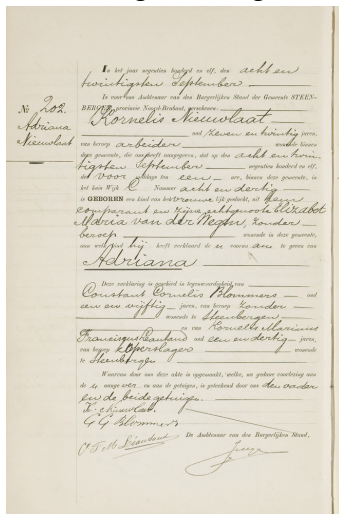 In het jaar negentien honderd en elf, den acht en
twintigsten September
is voor ons Ambtenaar van den Burgerlijken Stand der Gemeente STEEN-
BERGEN, provincie Noord-Brabant, verschenen:
No 202.
Adriana
Nieuwlaat
Kornelis Nieuwlaat
oud zeven en twintig jaren,
van beroep arbeider wonende binnen
deze gemeente, die ons heeft aangegeven, dat op den acht en twin-
tigsten September negentien honderd en elf,
des voor middags ten een ure, binnen deze gemeente, in
het huis Wijk C Nummer acht en dertig
is GEBOREN een kind van het vrouwelijk geslacht, uit hem
comparant en zijne echtgenoote Elizabet
Maria van der Wegen, zonder
beroep wonende in deze gemeente,
aan welk kind hij heeft verklaard de voornaam te geven van
Adriana
Deze verklaring is geschied in tegenwoordigheid van
Constant Cornelis Blommers oud
een en vijftig jaren, van beroep zonder
wonende te Steenbergen
en van Kornelis Marinus
Franciscus oud een en dertig jaren,
van beroep koperslager wonende
te Steenbergen
Waarvan door ons deze akte is opgemaakt, welke, na gedane voorlezing aan
de aangever en aan de getuigen, is geteekend door ons den vader
en de beide getuigen.
K. Nieuwlaat.
C C Blommers
De Ambtenaar van den Burgerlijken Stand,